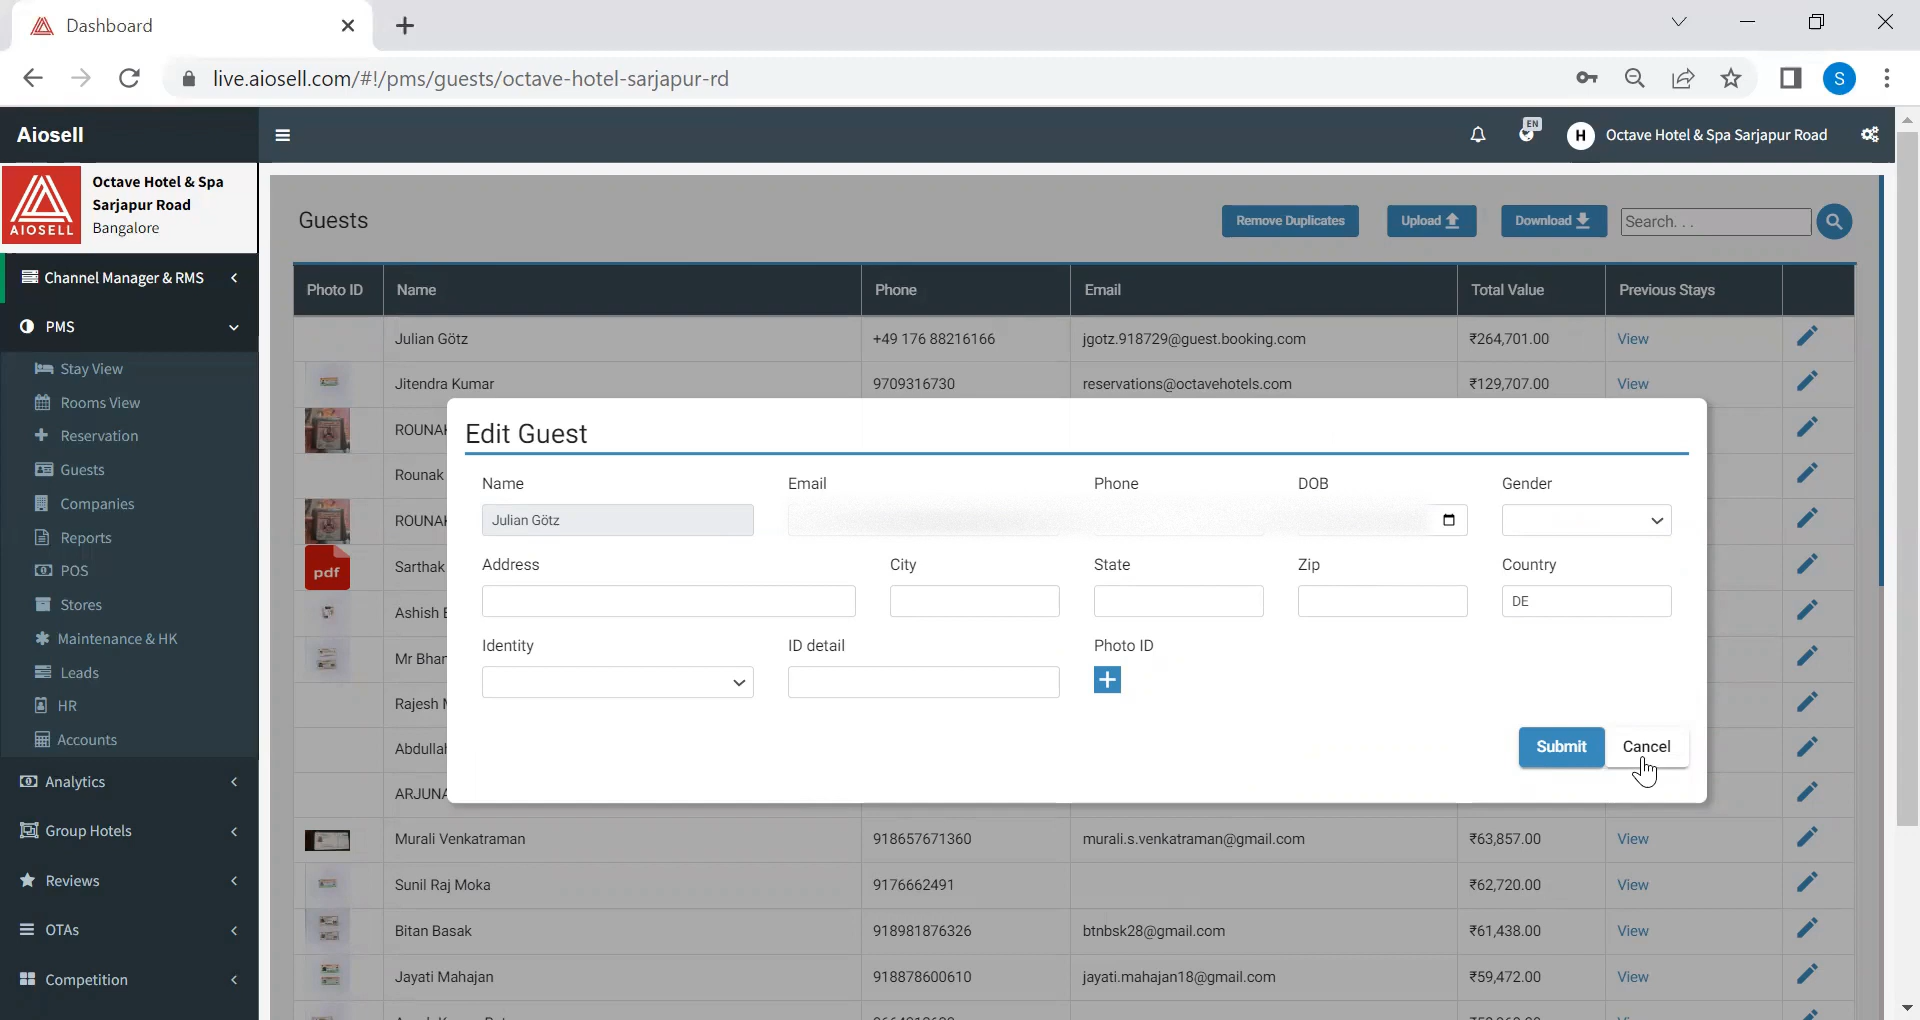 Dashboard
live.aiosell.com/#!/pms/guests/octave-hotel-sarjapur-rd
S
Aiosell
EN
H Octave Hotel & Spa Sarjapur Road
AIOSELL
Octave Hotel & Spa
Sarjapur Road
Bangalore
Channel Manager & RMS
PMS
Stay View
Rooms View
Reservation
Guests
Companies
Reports
POS
Stores
Maintenance & HK
Leads
HR
Accounts
Analytics
Group Hotels
Reviews
OTAs
Competition
Guests
Remove Duplicates Upload Download Search. . .
Photo ID Name Phone Email Total Value Previous Stays
Julian Götz +49 176 88216166 jgotz.918729@guest.booking.com ₹264,701.00 View
Jitendra Kumar 9709316730 reservations@octavehotels.com ₹129,707.00 View
Rounak
pdf Sarthak
Ashish
Mr
Rajesh
Edit Guest
Name Email Phone DOB Gender
Julian Götz
Address City State Zip Country
DE
Identity ID detail Photo ID
Submit Cancel
Murali Venkatraman 918657671360 murali.s.venkatraman@gmail.com ₹63,857.00 View
Sunil Raj Moka 9176662491 ₹62,720.00 View
Bitan Basak 918981876326 btnbsk28@gmail.com ₹61,438.00 View
Jayati Mahajan 918878600610 jayati.mahajan18@gmail.com ₹59,472.00 View